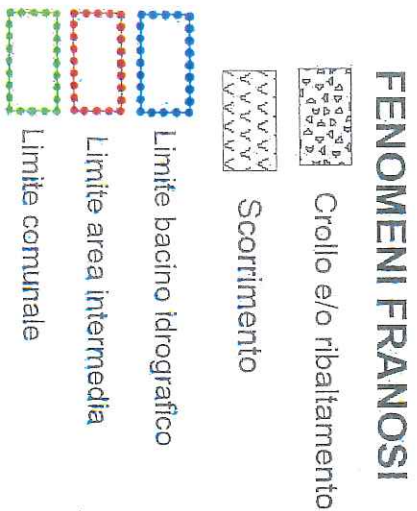 FENOMENI FRANOSI
Crollo e/o ribaltamento
Scorrimento
Limite bacino idrografico
Limite area intermedia
Limite comunale